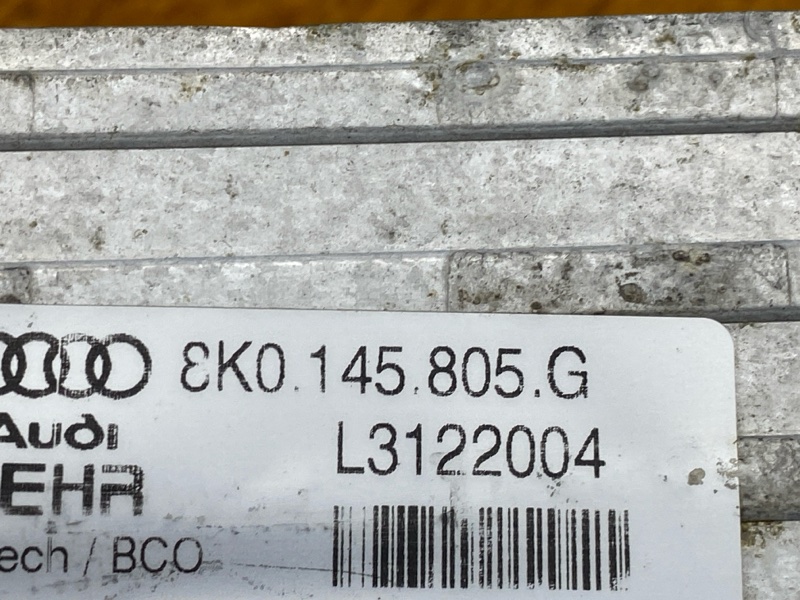 8K0.145.805.G
Audi
L3122004
EHR
ech / BCO